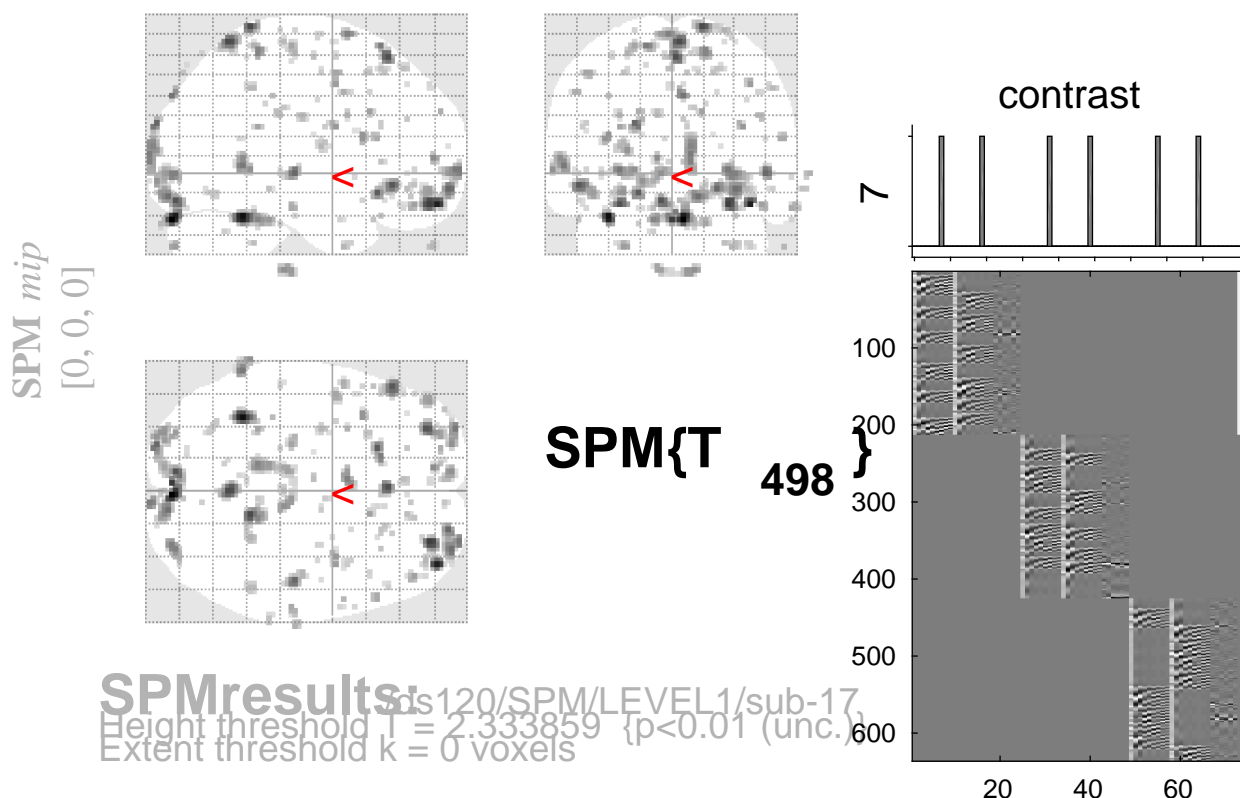 SPM mip
[0, 0, 0]
<
<
<
SPM{T 498 }
SPMresults: /ds120/SPM/LEVEL1/sub-17
Height threshold T = 2.333859 {p<0.01 (unc.)}
Extent threshold k = 0 voxels
contrast
7
100
200
300
400
500
600
20 40 60